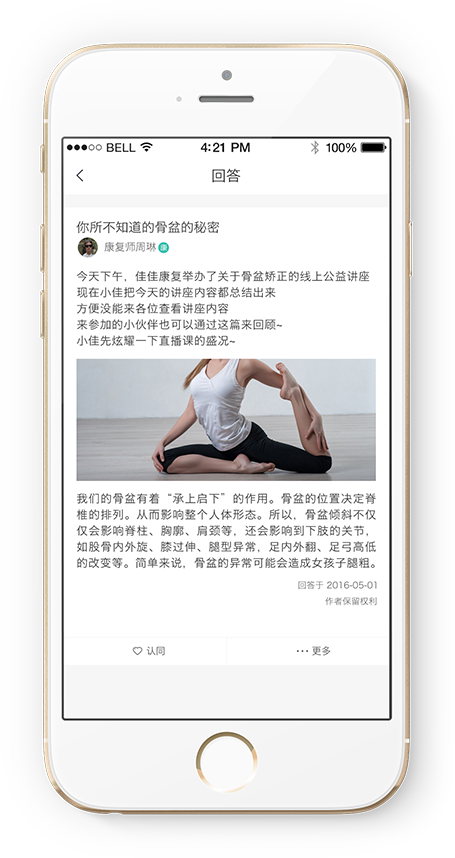 ●●●○○ BELL 4:21 PM 100%
回答
你所不知道的骨盆的秘密
康复师周琳 康
今天下午，佳佳康复举办了关于骨盆矫正的线上公益讲座
现在小佳把今天的讲座内容都总结出来
方便没能来各位查看讲座内容
来参加的小伙伴也可以通过这篇来回顾~
小佳先炫耀一下直播课的盛况~
我们的骨盆有着“承上启下”的作用。骨盆的位置决定脊
椎的排列。从而影响整个人体形态。所以，骨盆倾斜不仅
仅会影响脊柱、胸廓、肩颈等，还会影响到下肢的关节，
如股骨内外旋、膝过伸、腿型异常，足内外翻、足弓高低
的改变等。简单来说，骨盆的异常可能会造成女孩子腿粗。
回答于 2016-05-01
作者保留权利
认同
更多